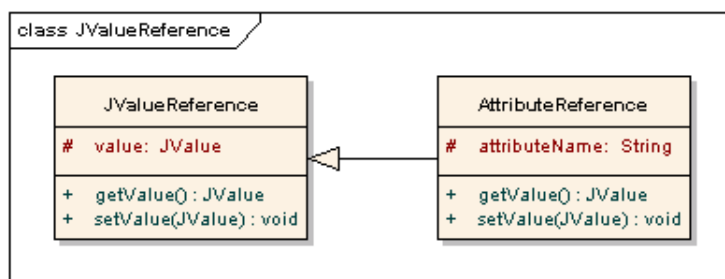 class JValueReference
JValueReference
# value: JValue
+ getValue() : JValue
+ setValue(JValue) : void
AttributeReference
# attributeName: String
+ getValue() : JValue
+ setValue(JValue) : void